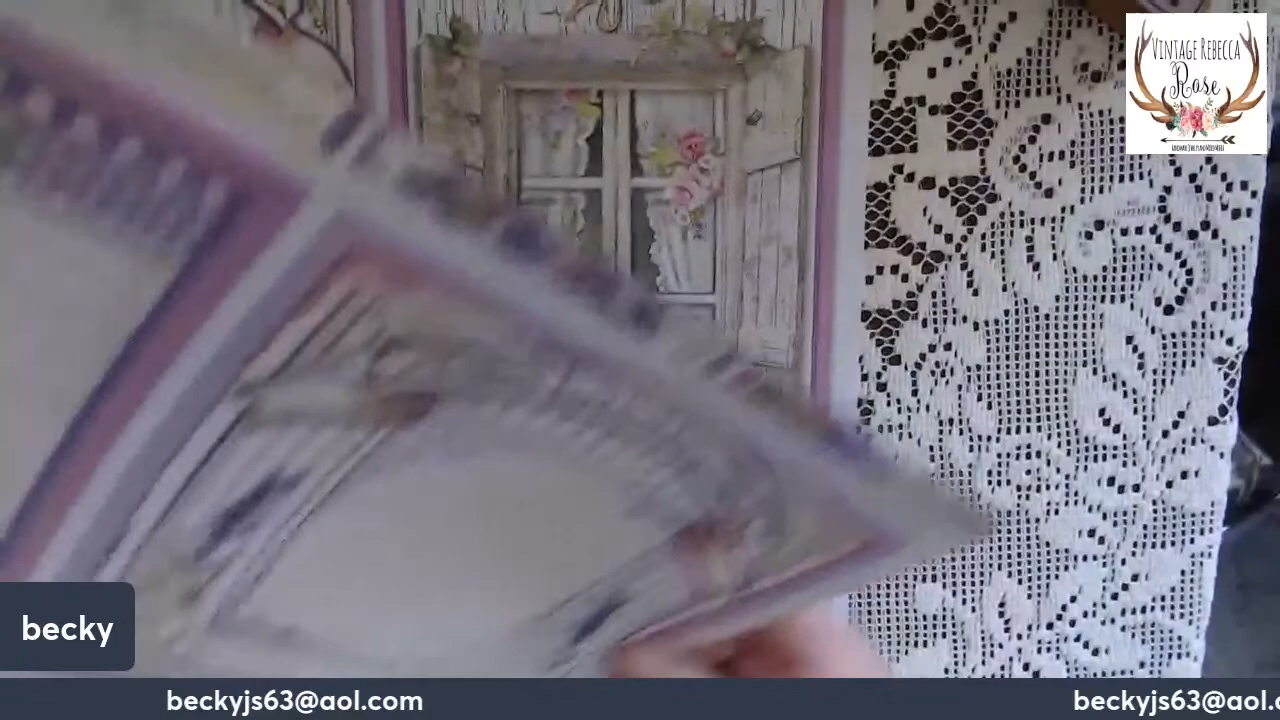 VINTAGE REBECCA
Rose
becky
beckyjs63@aol.com
beckyjs63@aol.c